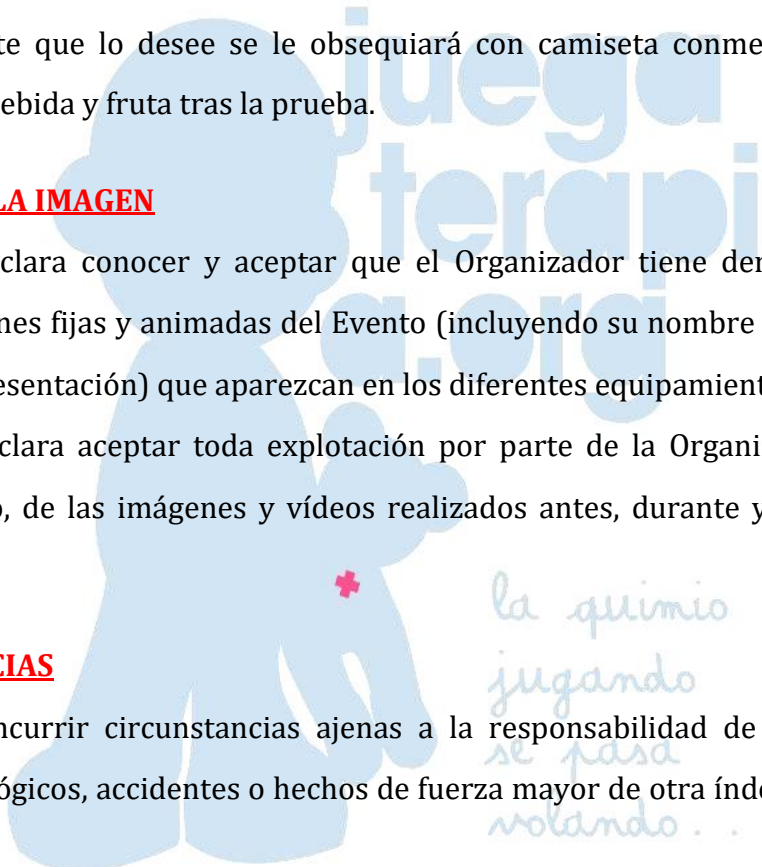 te que lo desee se le obsequiará con camiseta conme
ebida y fruta tras la prueba.
LA IMAGEN
clara conocer y aceptar que el Organizador tiene der
nes fijas y animadas del Evento (incluyendo su nombre
esentación) que aparezcan en los diferentes equipamient
clara aceptar toda explotación por parte de la Organi
o, de las imágenes y vídeos realizados antes, durante y
CIAS
ncurrir circunstancias ajenas a la responsabilidad de
ógicos, accidentes o hechos de fuerza mayor de otra índo
juega
terapi
a.org
la quimio
jugando
se pasa
volando...